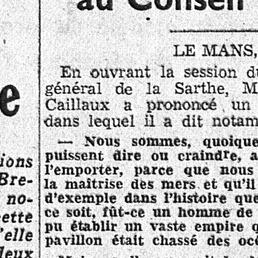 au Conseil
LE MANS,
En ouvrant la session d
général de la Sarthe, M
Caillaux a prononcé un
dans lequel il a dit notam
— Nous sommes, quoique
puissent dire ou craindre, a
l'emporter, parce que nous
la maîtrise des mers et qu'il
d'exemple dans l'histoire que
ce soit, fût-ce un homme de
pu établir un vaste empire q
pavillon était chassé des océ
e
ions
Bre-
no-
ette
'elle